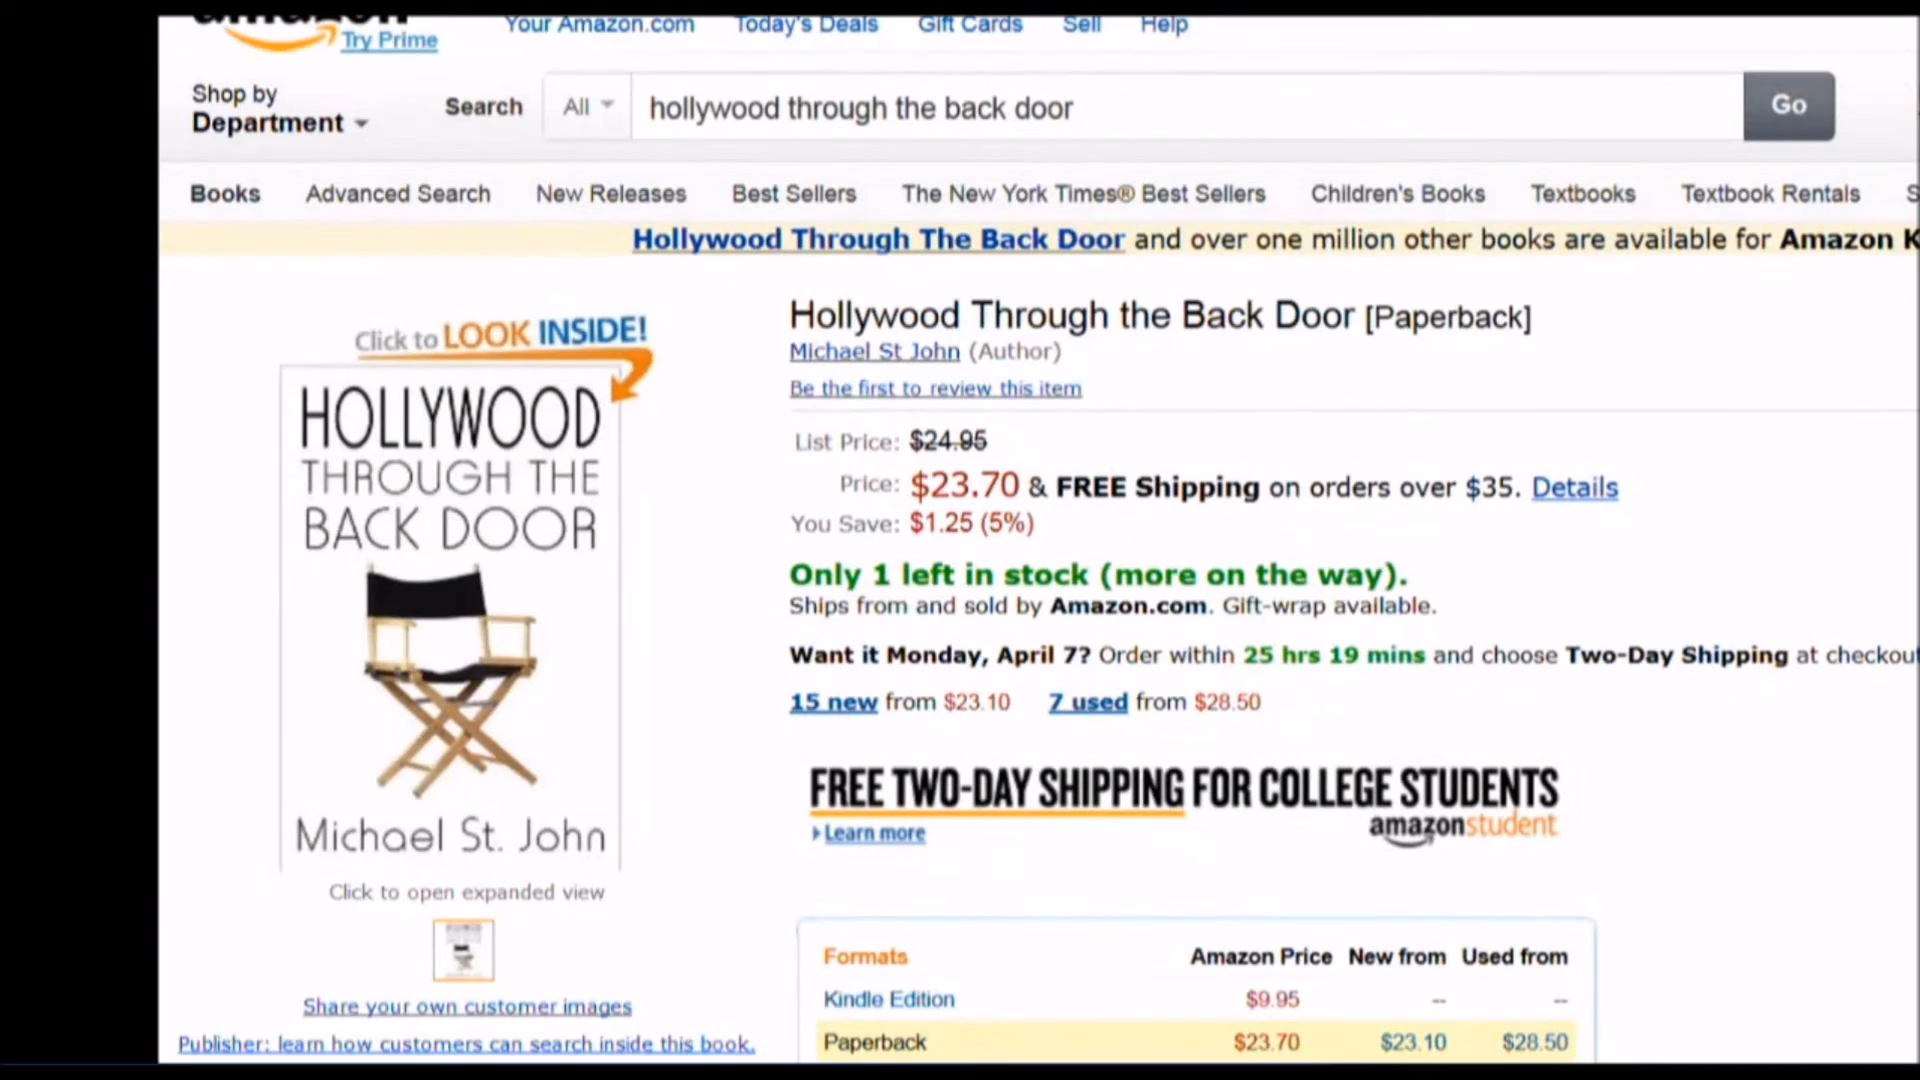 amazon
Try Prime
Your Amazon.com Today's Deals Gift Cards Sell Help
Shop by
Department
Search All hollywood through the back door Go
Books Advanced Search New Releases Best Sellers The New York Times® Best Sellers Children's Books Textbooks Textbook Rentals S
Hollywood Through The Back Door and over one million other books are available for Amazon K
Click to LOOK INSIDE!
HOLLYWOOD
THROUGH THE
BACK DOOR
Michael St. John
Click to open expanded view
Share your own customer images
Publisher: learn how customers can search inside this book.
Hollywood Through the Back Door [Paperback]
Michael St John (Author)
Be the first to review this item
List Price: $24.95
Price: $23.70 & FREE Shipping on orders over $35. Details
You Save: $1.25 (5%)
Only 1 left in stock (more on the way).
Ships from and sold by Amazon.com. Gift-wrap available.
Want it Monday, April 7? Order within 25 hrs 19 mins and choose Two-Day Shipping at checkout
15 new from $23.10 7 used from $28.50
FREE TWO-DAY SHIPPING FOR COLLEGE STUDENTS
Learn more
amazonstudent
Formats Amazon Price New from Used from
Kindle Edition $9.95 -- --
Paperback $23.70 $23.10 $28.50